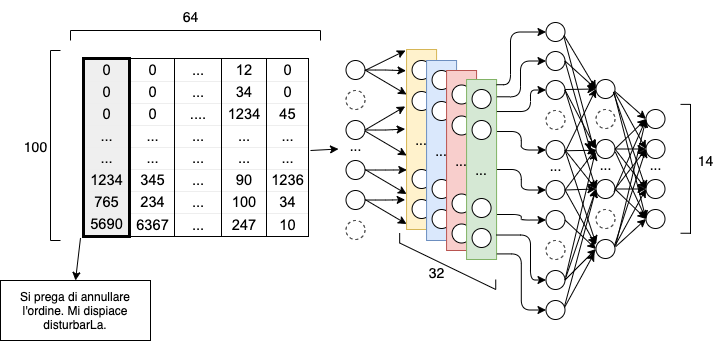 64
100
0 0 ... 12 0
0 0 ... 34 0
0 0 .... 1234 45
... ... ... ... ...
... ... ... ... ...
1234 345 ... 90 1236
765 234 ... 100 34
5690 6367 ... 247 10
Si prega di annullare
l'ordine. Mi dispiace
disturbarLa.
...
...
...
...
...
32
...
...
...
14